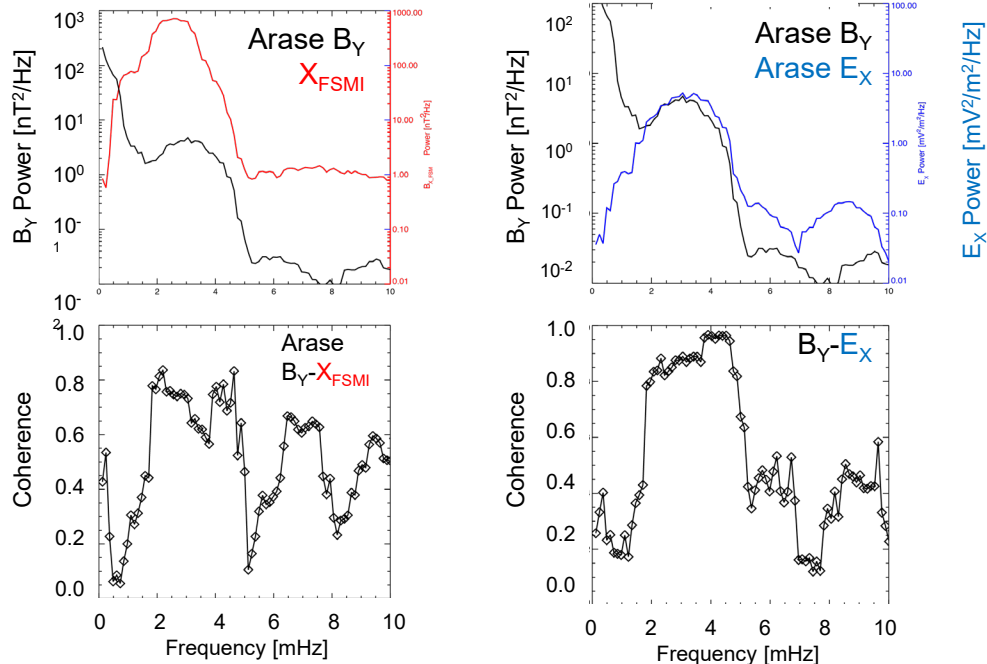 Arase B_Y
X_FSMI
B_Y Power [nT²/Hz]
10³
10²
10¹
10⁰
10⁻
1
10⁻
2
1000.00
100.00
10.00
1.00
0.10
0.01
B_X_FSMI Power [nT²/Hz]
0 2 4 6 8 10
Arase B_Y
Arase E_X
B_Y Power [nT²/Hz]
10²
10¹
10⁰
10⁻¹
10⁻²
100.00
10.00
1.00
0.10
0.01
E_X Power [mV²/m²/Hz]
E_X Power [mV²/m²/Hz]
0 2 4 6 8 10
Arase
B_Y-X_FSMI
Coherence
1.0
0.8
0.6
0.4
0.2
0.0
0 2 4 6 8 10
Frequency [mHz]
B_Y-E_X
Coherence
1.0
0.8
0.6
0.4
0.2
0.0
0 2 4 6 8 10
Frequency [mHz]